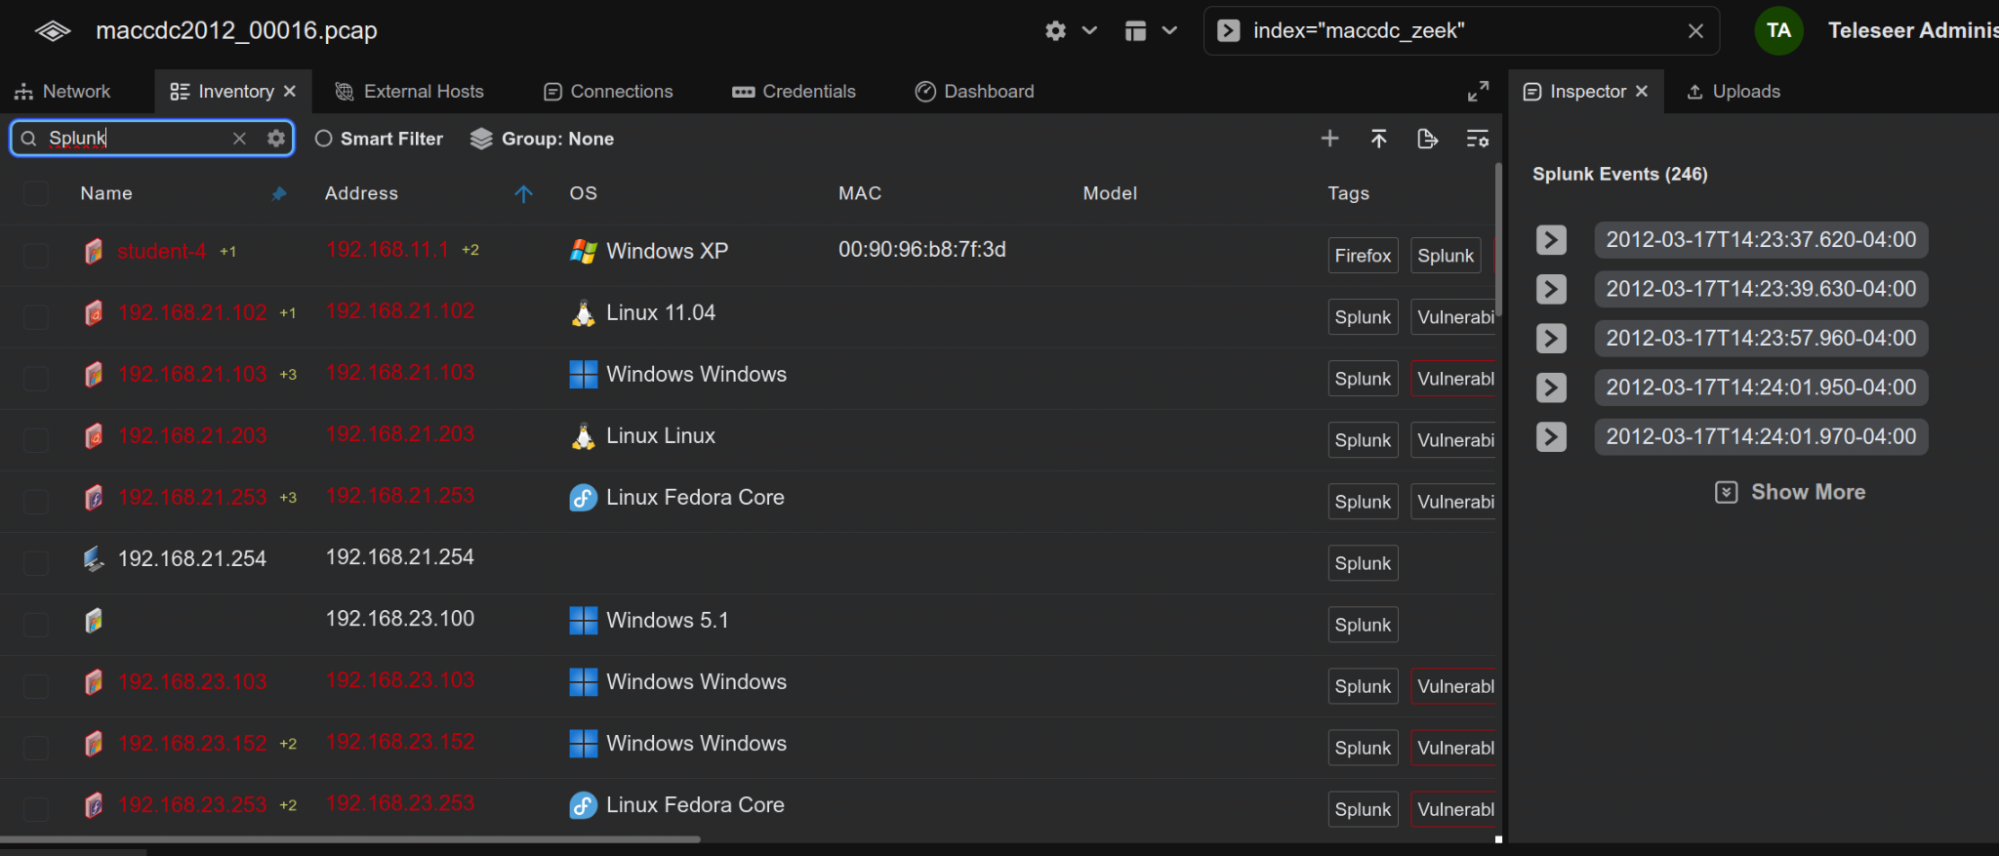 maccdc2012_00016.pcap
index="maccdc_zeek"
TA
Teleseer Adminis
Network
Inventory
External Hosts
Connections
Credentials
Dashboard
Inspector
Uploads
Splunk
Smart Filter
Group: None
Name Address OS MAC Model Tags
student-4 +1 192.168.11.1 +2 Windows XP 00:90:96:b8:7f:3d Firefox Splunk
192.168.21.102 +1 192.168.21.102 Linux 11.04 Splunk Vulnerabi
192.168.21.103 +3 192.168.21.103 Windows Windows Splunk Vulnerabl
192.168.21.203 192.168.21.203 Linux Linux Splunk Vulnerabi
192.168.21.253 +3 192.168.21.253 Linux Fedora Core Splunk Vulnerabi
192.168.21.254 192.168.21.254 Splunk
192.168.23.100 Windows 5.1 Splunk
192.168.23.103 192.168.23.103 Windows Windows Splunk Vulnerabl
192.168.23.152 +2 192.168.23.152 Windows Windows Splunk Vulnerabl
192.168.23.253 +2 192.168.23.253 Linux Fedora Core Splunk Vulnerabl
Splunk Events (246)
2012-03-17T14:23:37.620-04:00
2012-03-17T14:23:39.630-04:00
2012-03-17T14:23:57.960-04:00
2012-03-17T14:24:01.950-04:00
2012-03-17T14:24:01.970-04:00
Show More